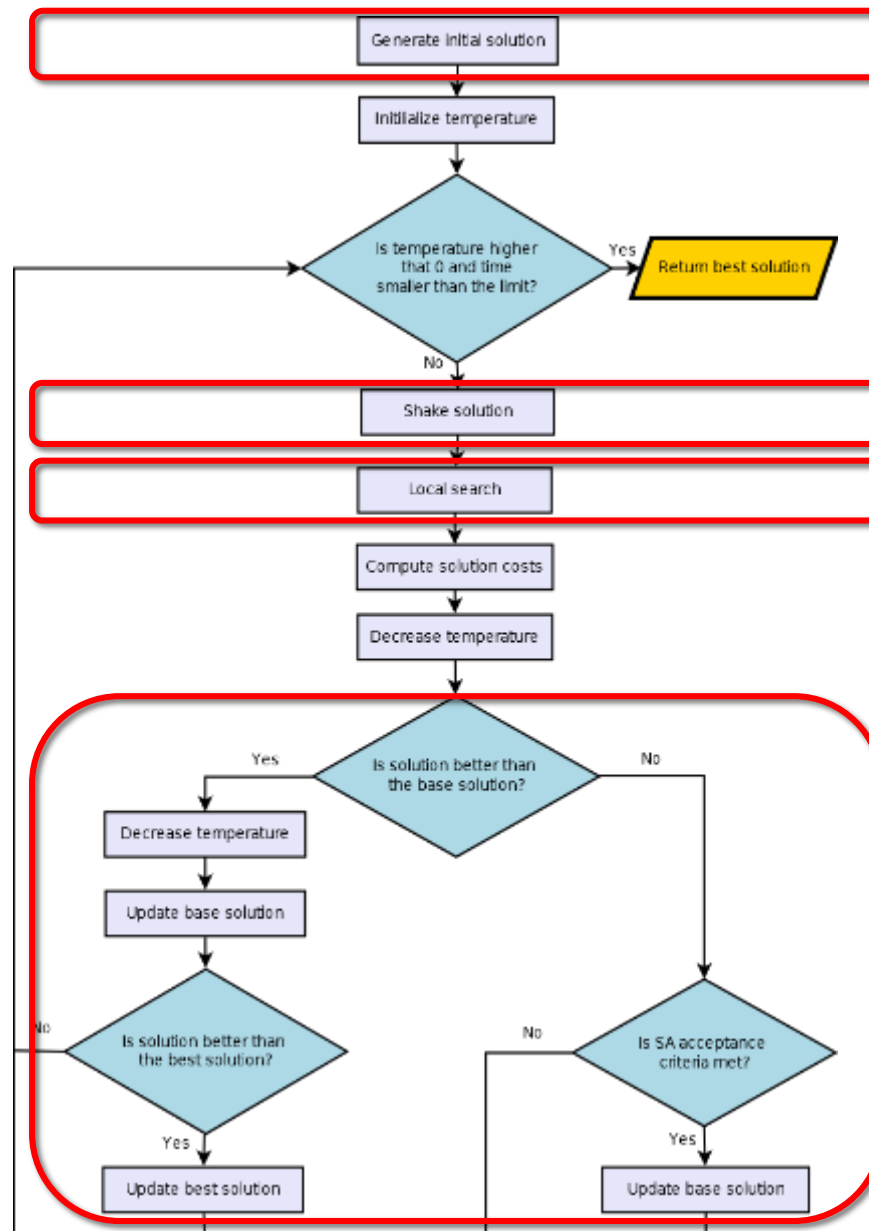 Generate initial solution
Initilalize temperature
Is temperature higher
that 0 and time
smaller than the limit?
Yes
Return best solution
No
Shake solution
Local search
Compute solution costs
Decrease temperature
Is solution better than
the base solution?
Yes
No
Decrease temperature
Update base solution
Is solution better than
the best solution?
No
Yes
Update best solution
Is SA acceptance
criteria met?
No
Yes
Update base solution